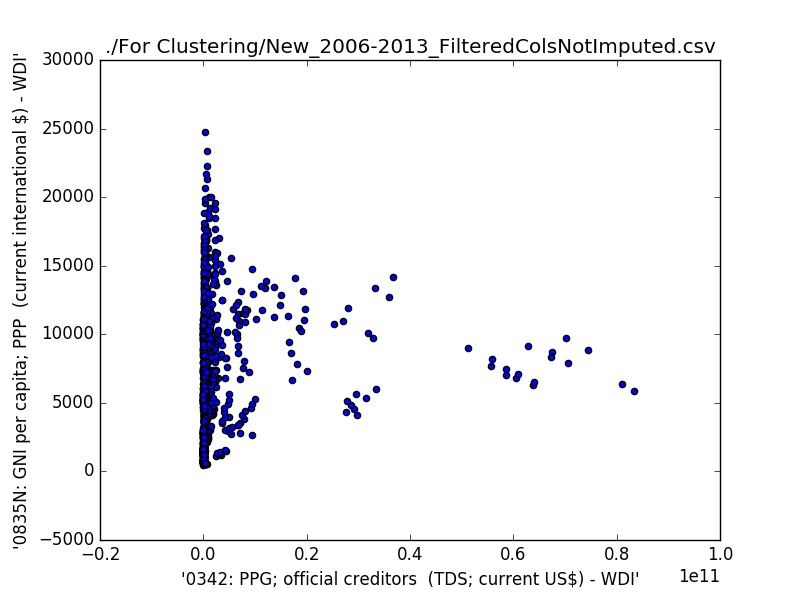 ./For Clustering/New_2006-2013_FilteredColsNotImputed.csv
'0835N: GNI per capita; PPP  (current international $) - WDI'
30000
25000
20000
15000
10000
5000
0
−5000
−0.2 0.0 0.2 0.4 0.6 0.8 1.0
1e11
'0342: PPG; official creditors  (TDS; current US$) - WDI'